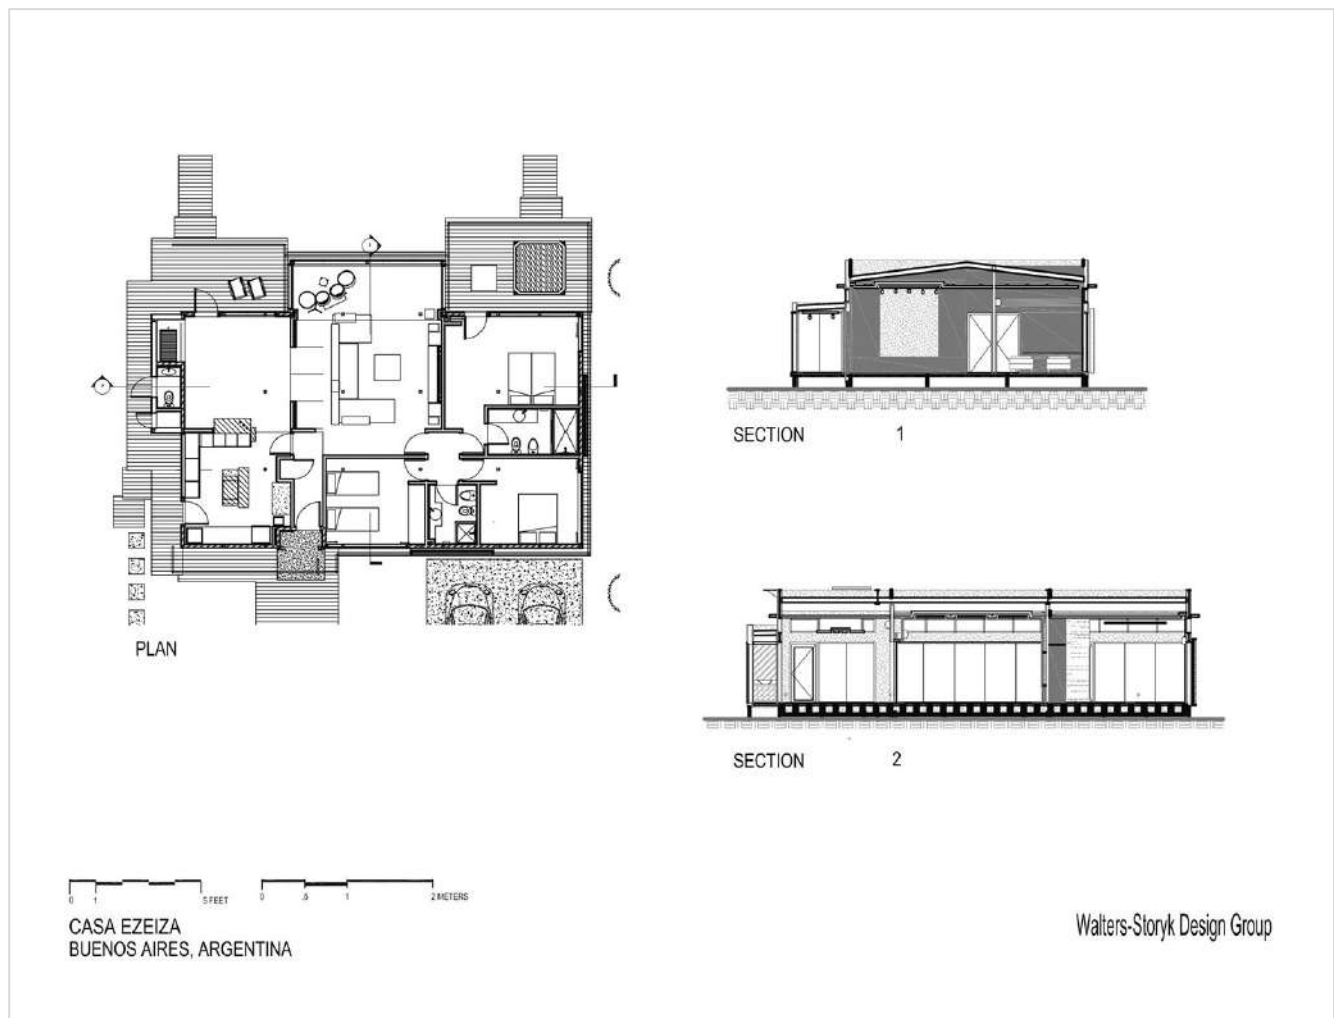 PLAN
SECTION 1
SECTION 2
0 1 5 FEET
0 .5 1 2 METERS
CASA EZEIZA
BUENOS AIRES, ARGENTINA
Walters-Storyk Design Group